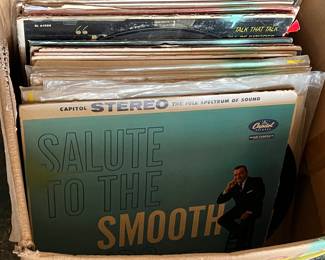 TALK THAT TALK
CAPITOL STEREO THE FULL SPECTRUM OF SOUND
Capitol
SALUTE
TO THE
SMOOTH